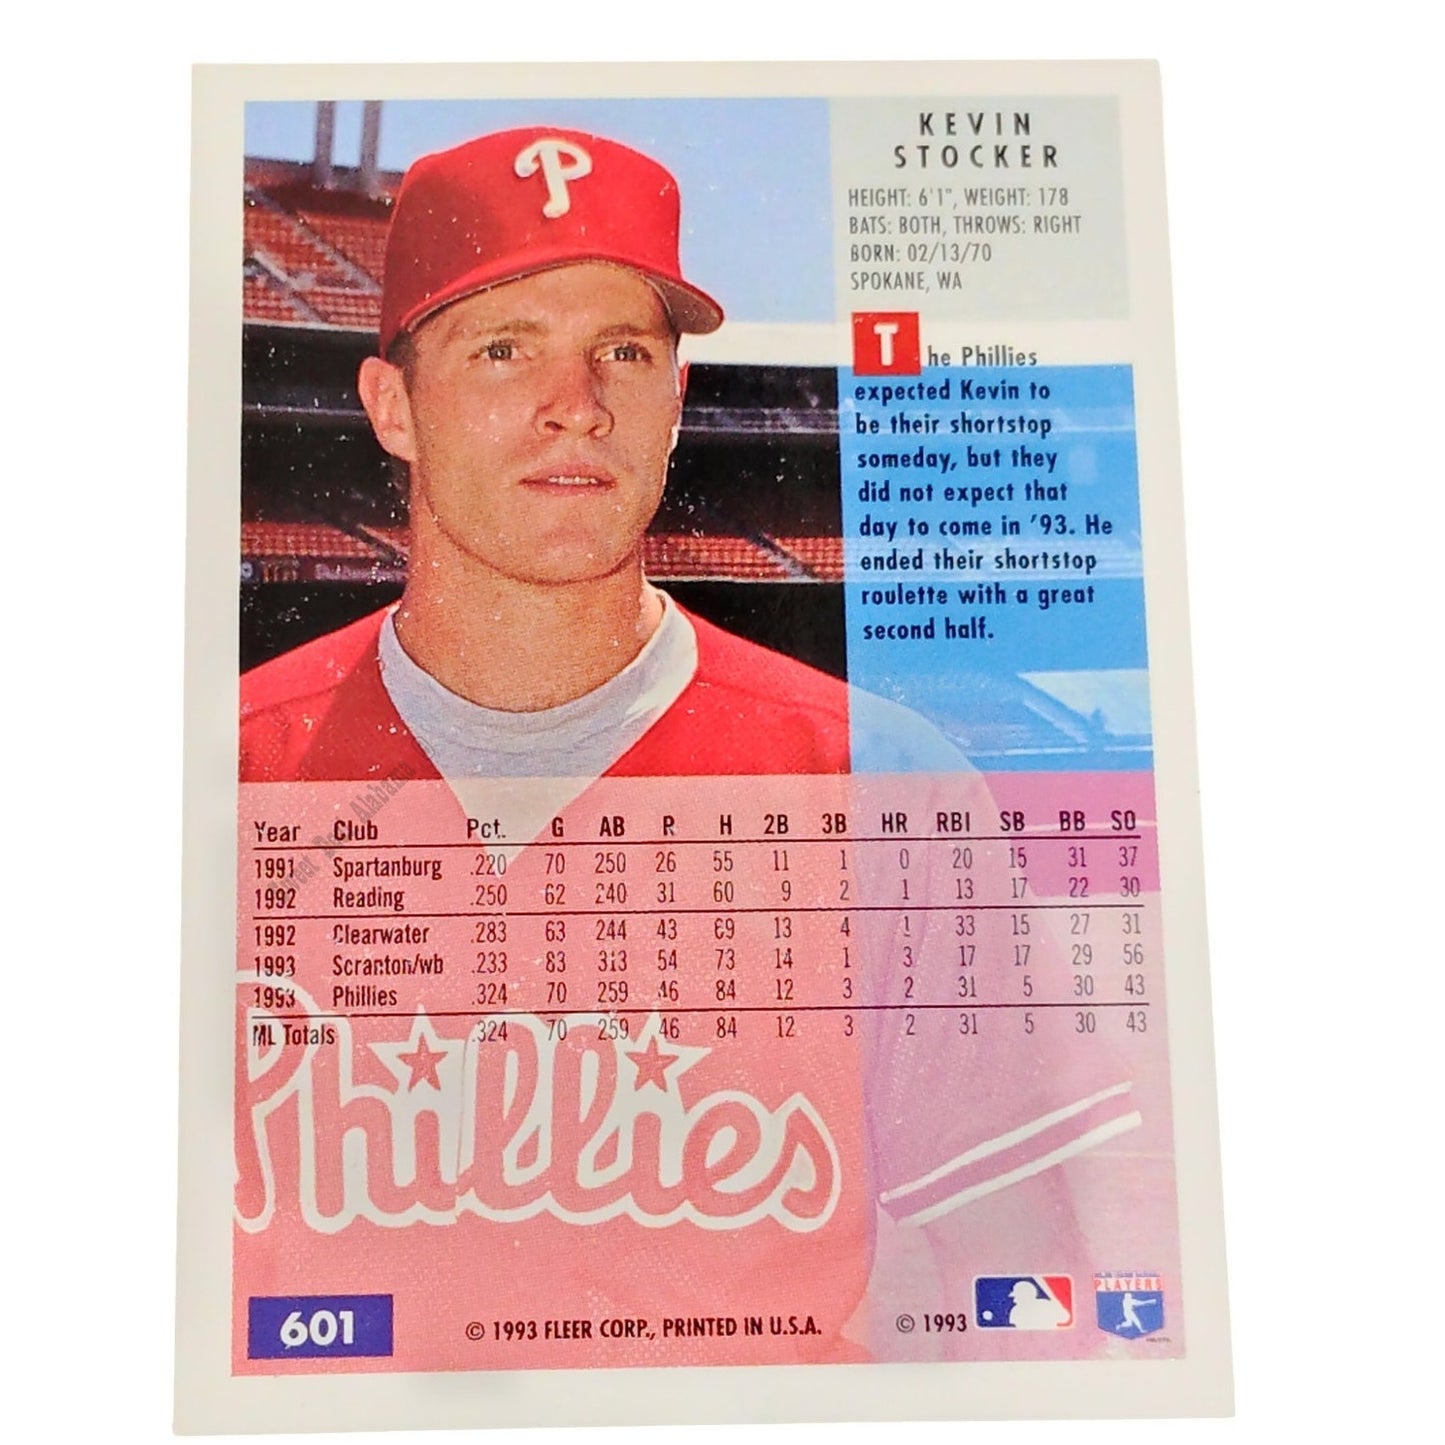 KEVIN
STOCKER
HEIGHT: 6'1", WEIGHT: 178
BATS: BOTH, THROWS: RIGHT
BORN: 02/13/70
SPOKANE, WA
The Phillies
expected Kevin to
be their shortstop
someday, but they
did not expect that
day to come in '93. He
ended their shortstop
roulette with a great
second half.
Year Club Pct. G AB R H 2B 3B HR RBI SB BB SO
1991 Spartanburg .220 70 250 26 55 11 1 0 20 15 31 37
1992 Reading .250 62 240 31 60 9 2 1 13 17 22 30
1992 Clearwater .283 63 244 43 69 13 4 1 33 15 27 31
1993 Scranton/wb .233 83 313 54 73 14 1 3 17 17 29 56
1993 Phillies .324 70 259 46 84 12 3 2 31 5 30 43
ML Totals .324 70 259 46 84 12 3 2 31 5 30 43
Phillies
601
© 1993 FLEER CORP., PRINTED IN U.S.A.
© 1993
PLAYERS